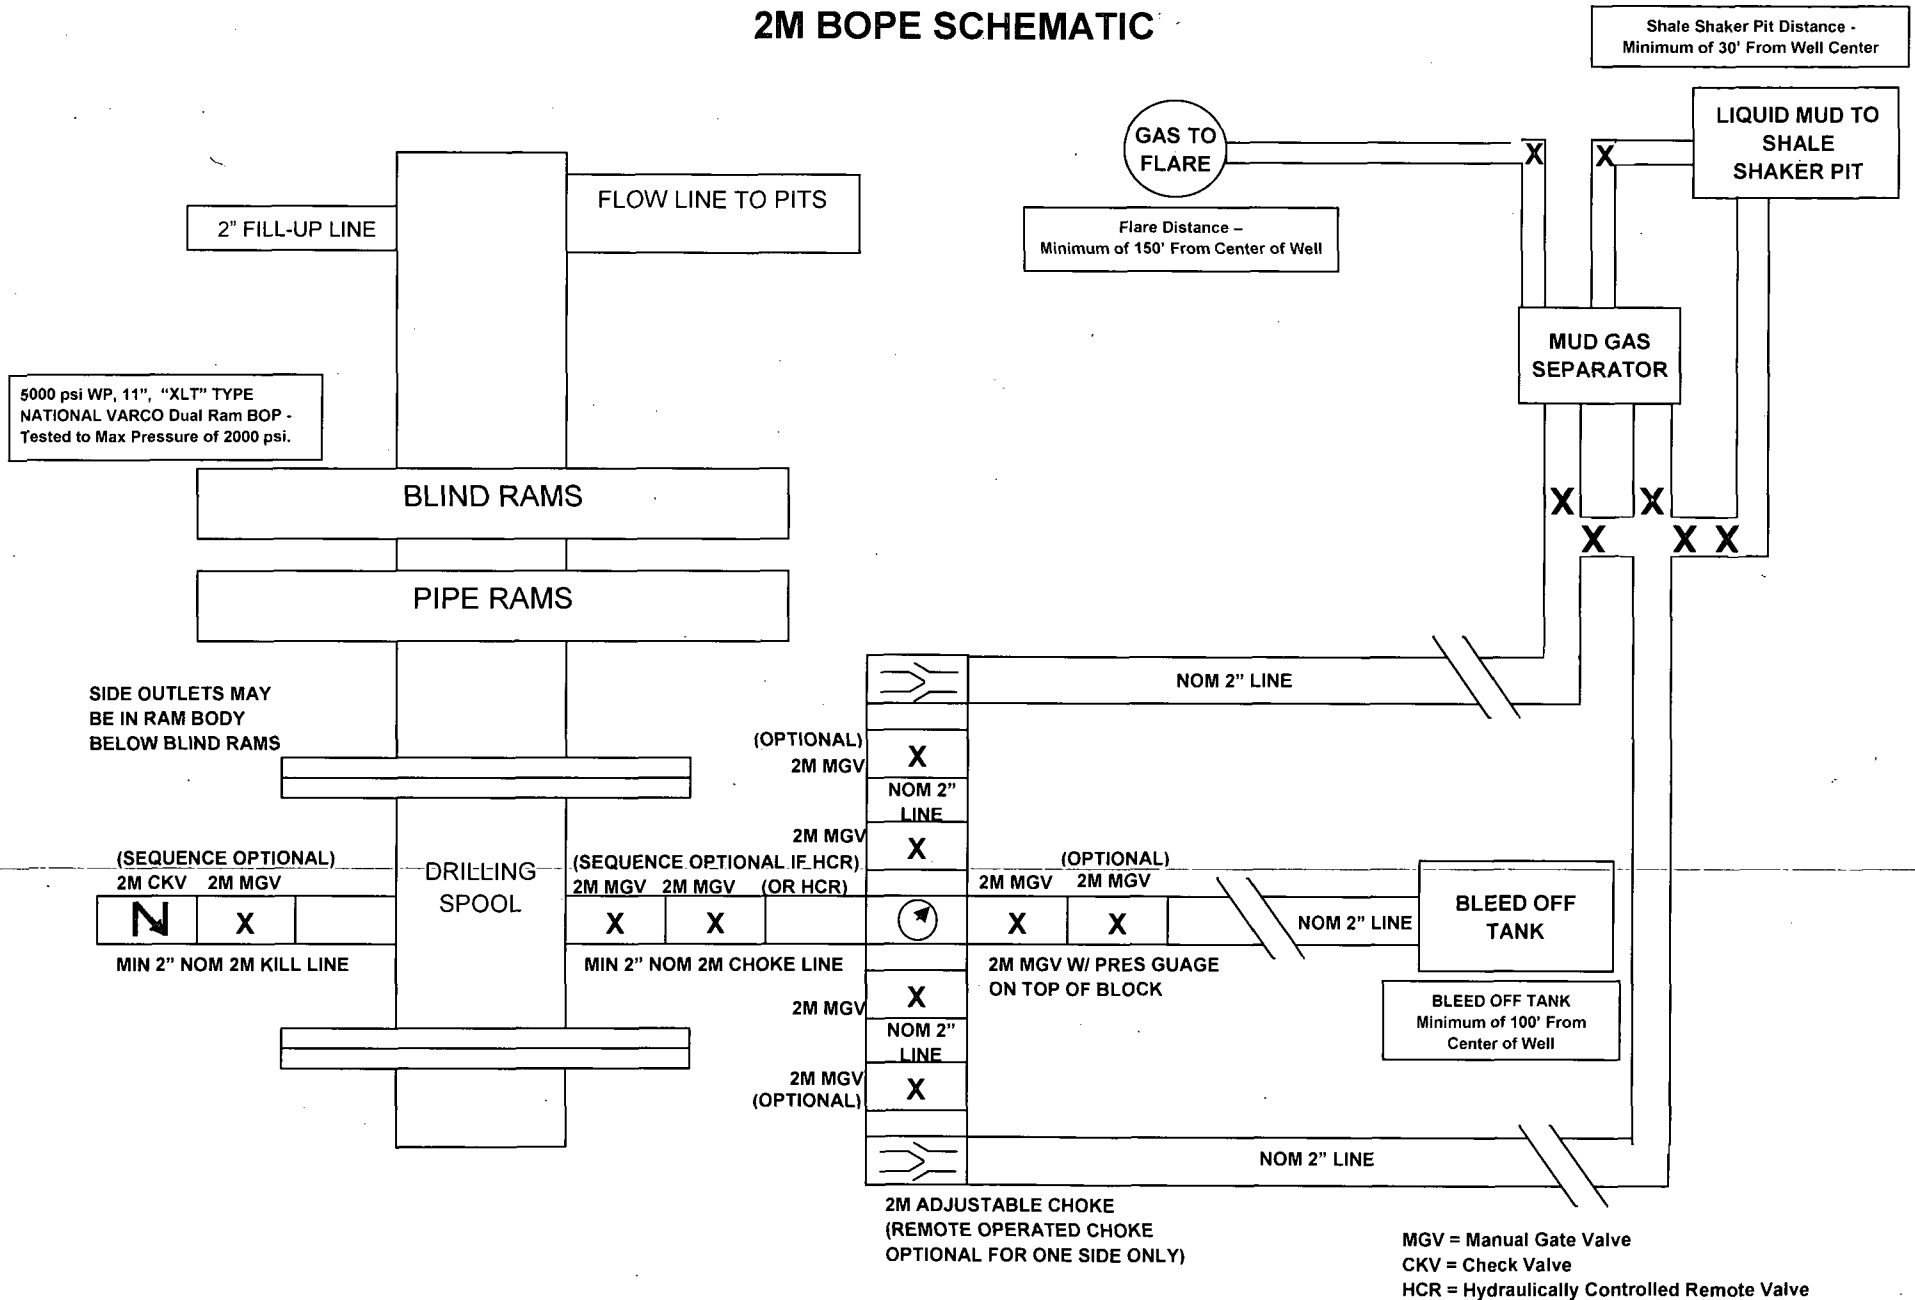 2M BOPE SCHEMATIC
Shale Shaker Pit Distance -
Minimum of 30' From Well Center
GAS TO
FLARE
X
X
LIQUID MUD TO
SHALE
SHAKER PIT
FLOW LINE TO PITS
2" FILL-UP LINE
Flare Distance –
Minimum of 150' From Center of Well
MUD GAS
SEPARATOR
5000 psi WP, 11", "XLT" TYPE
NATIONAL VARCO Dual Ram BOP -
Tested to Max Pressure of 2000 psi.
BLIND RAMS
X
X
X
X X
PIPE RAMS
SIDE OUTLETS MAY
BE IN RAM BODY
BELOW BLIND RAMS
NOM 2" LINE
(OPTIONAL)
2M MGV
X
NOM 2"
LINE
2M MGV
X
(SEQUENCE OPTIONAL)
2M CKV 2M MGV
X
MIN 2" NOM 2M KILL LINE
DRILLING
SPOOL
(SEQUENCE OPTIONAL IF HCR)
2M MGV 2M MGV (OR HCR)
X X
MIN 2" NOM 2M CHOKE LINE
(OPTIONAL)
2M MGV 2M MGV
X X
NOM 2" LINE
2M MGV W/ PRES GUAGE
ON TOP OF BLOCK
BLEED OFF
TANK
BLEED OFF TANK
Minimum of 100' From
Center of Well
2M MGV
X
NOM 2"
LINE
2M MGV
(OPTIONAL)
X
NOM 2" LINE
2M ADJUSTABLE CHOKE
(REMOTE OPERATED CHOKE
OPTIONAL FOR ONE SIDE ONLY)
MGV = Manual Gate Valve
CKV = Check Valve
HCR = Hydraulically Controlled Remote Valve